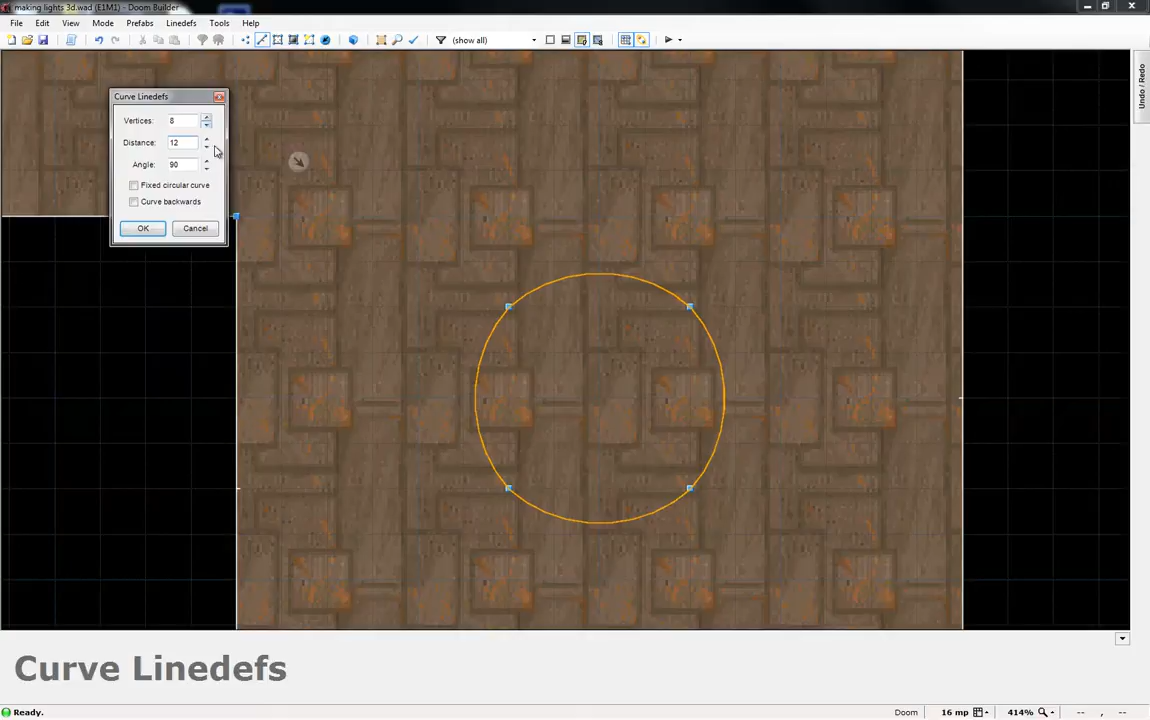 making lights 3d.wad (E1M1) - Doom Builder
File Edit View Mode Prefabs Linedefs Tools Help
(show all)
Curve Linedefs
Vertices: 8
Distance: 12
Angle: 90
Fixed circular curve
Curve backwards
OK Cancel
Undo / Redo
Curve Linedefs
Ready. Doom 16 mp 414% -- , --